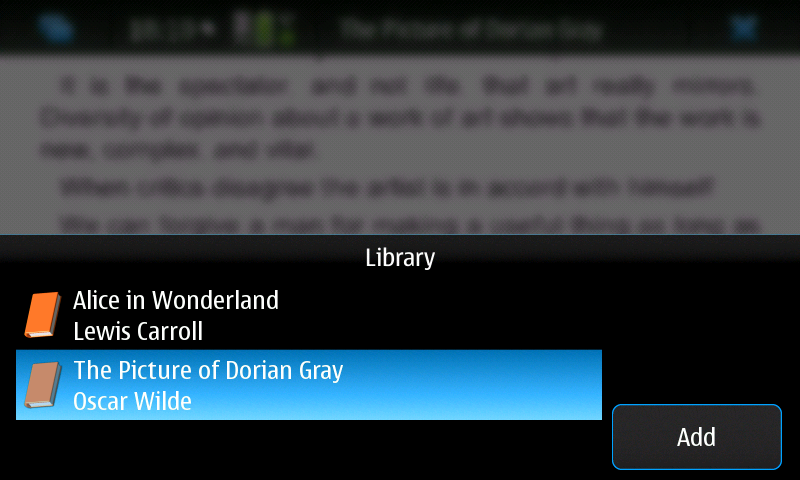 The Picture of Dorian Gray
It is the spectator, and not life, that art really mirrors.
Diversity of opinion about a work of art shows that the work is
new, complex, and vital.
When critics disagree the artist is in accord with himself.
We can forgive a man for making a useful thing as long as
Library
Alice in Wonderland
Lewis Carroll
The Picture of Dorian Gray
Oscar Wilde
Add